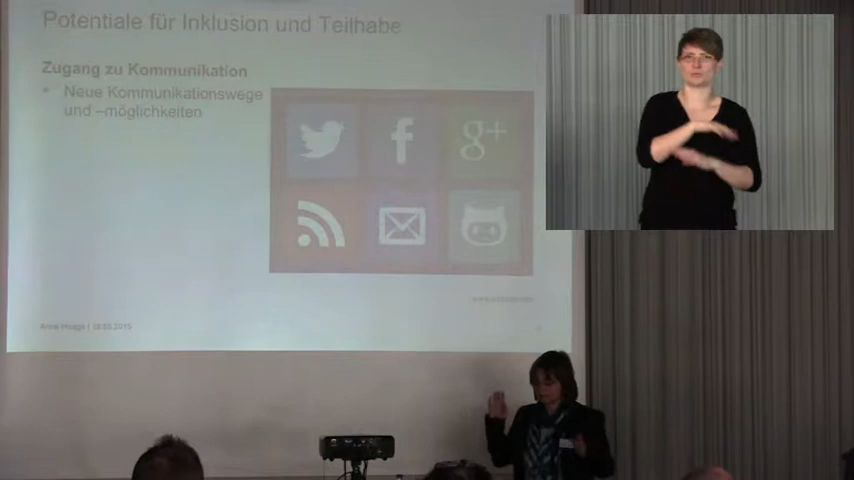 Potentiale für Inklusion und Teilhabe
Zugang zu Kommunikation
• Neue Kommunikationswege
und –möglichkeiten
g+